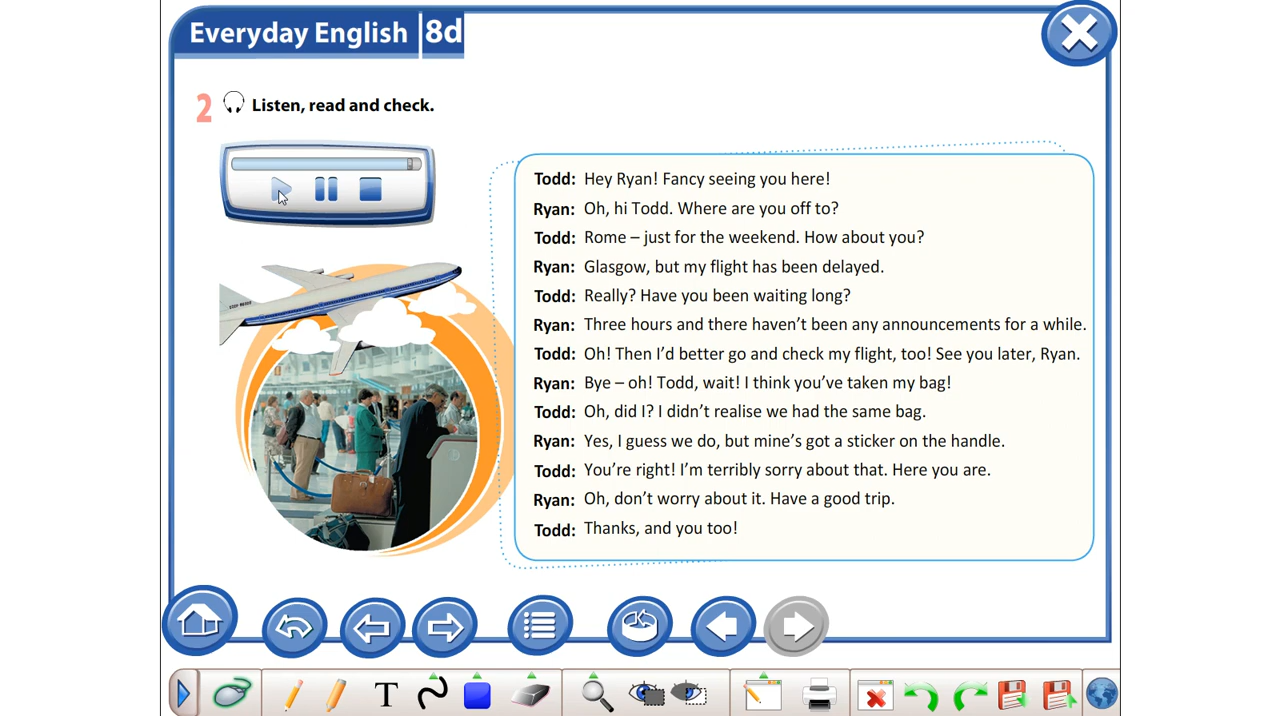 Everyday English 8d
2 Listen, read and check.
Todd: Hey Ryan! Fancy seeing you here!
Ryan: Oh, hi Todd. Where are you off to?
Todd: Rome – just for the weekend. How about you?
Ryan: Glasgow, but my flight has been delayed.
Todd: Really? Have you been waiting long?
Ryan: Three hours and there haven't been any announcements for a while.
Todd: Oh! Then I'd better go and check my flight, too! See you later, Ryan.
Ryan: Bye – oh! Todd, wait! I think you've taken my bag!
Todd: Oh, did I? I didn't realise we had the same bag.
Ryan: Yes, I guess we do, but mine's got a sticker on the handle.
Todd: You're right! I'm terribly sorry about that. Here you are.
Ryan: Oh, don't worry about it. Have a good trip.
Todd: Thanks, and you too!
T